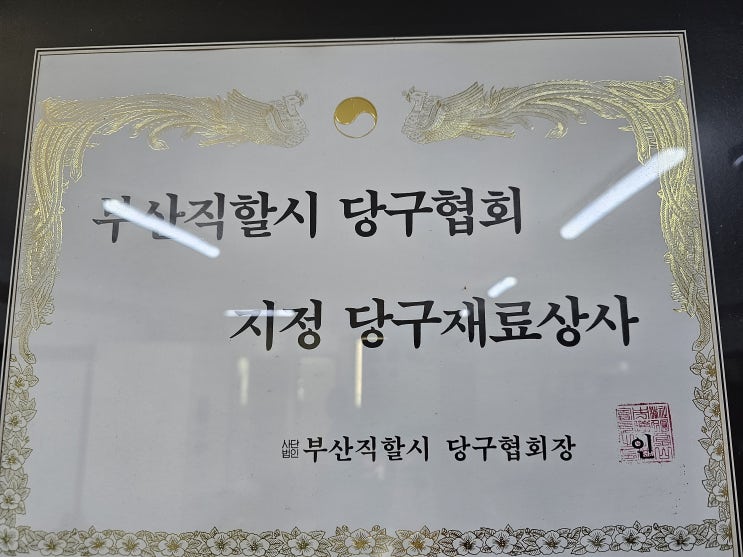 부산직할시 당구협회
지정 당구재료상사
사단법인 부산직할시 당구협회장 인